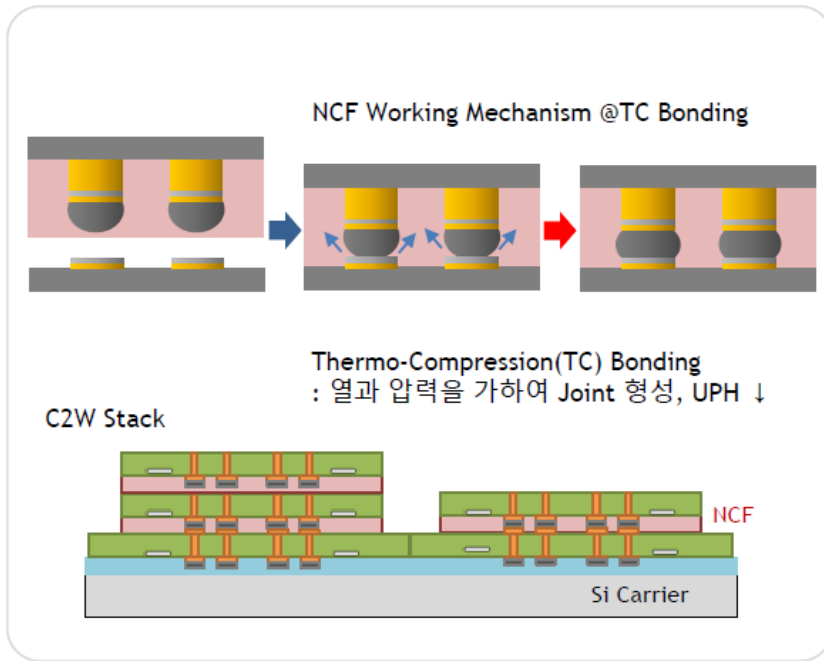 NCF Working Mechanism @TC Bonding
Thermo-Compression(TC) Bonding
: 열과 압력을 가하여 Joint 형성, UPH ↓
C2W Stack
NCF
Si Carrier